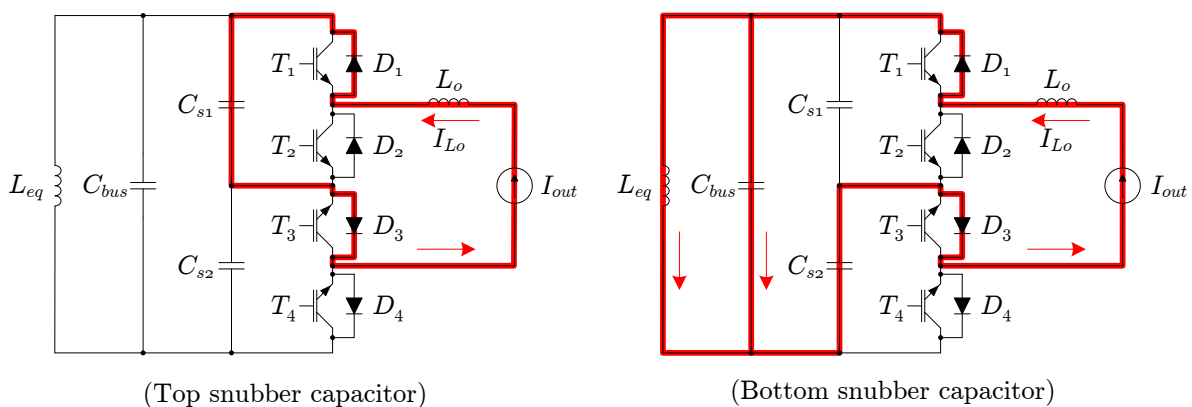 T1 D1
Lo
Cs1
ILo
T2 D2
Leq Cbus Iout
T3 D3
Cs2
T4 D4
(Top snubber capacitor)
T1 D1
Lo
Cs1
ILo
T2 D2
Leq Cbus Iout
T3 D3
Cs2
T4 D4
(Bottom snubber capacitor)